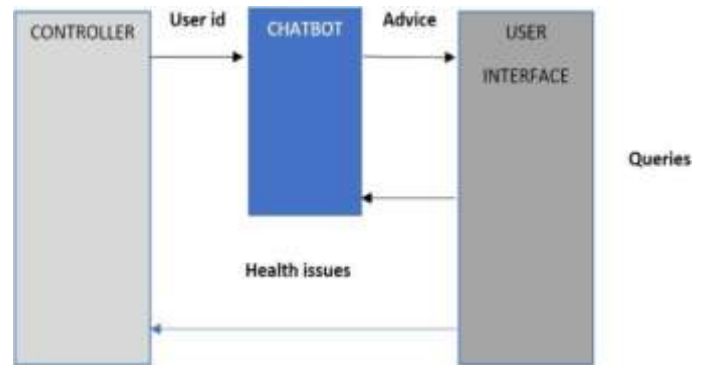 User id
Advice
CONTROLLER
CHATBOT
USER
INTERFACE
Queries
Health issues